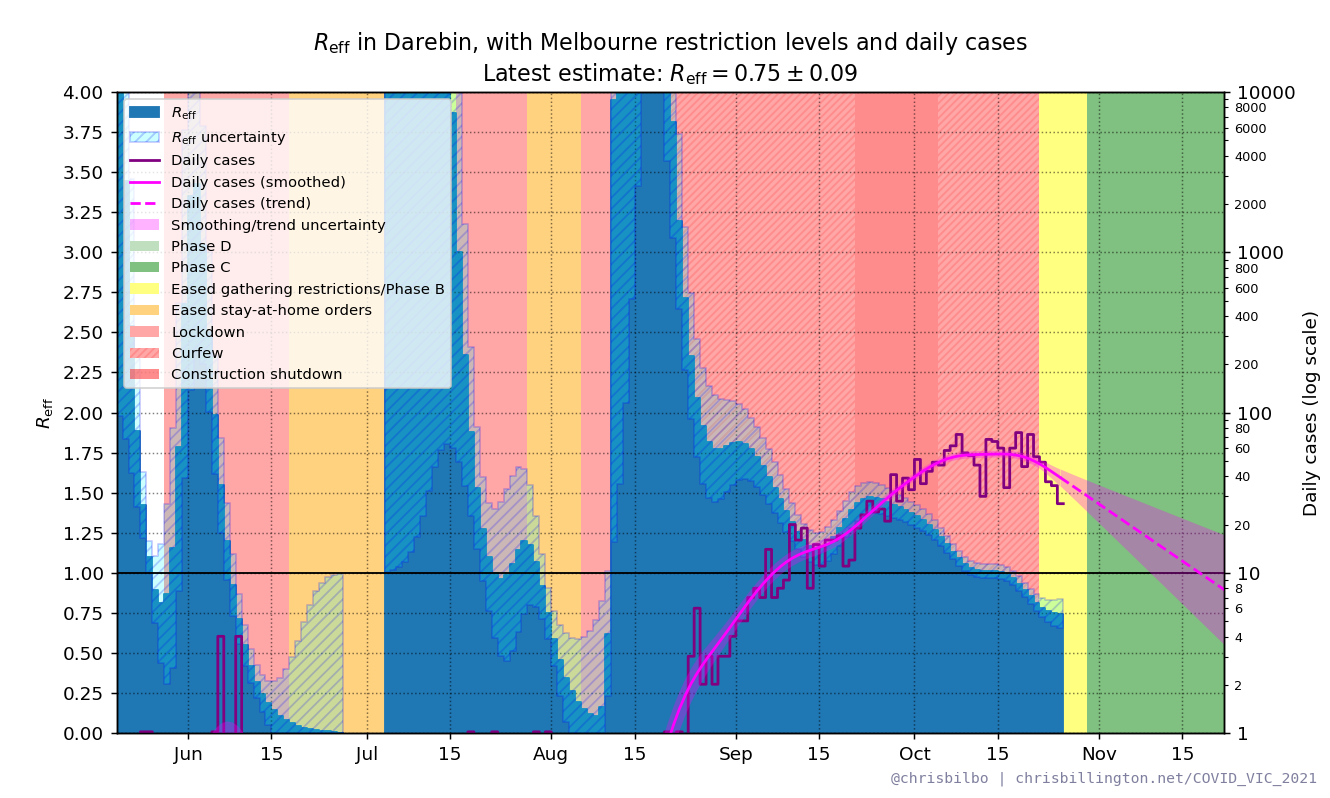 Reff in Darebin, with Melbourne restriction levels and daily cases
Latest estimate: Reff = 0.75 ± 0.09
4.00
3.75
3.50
3.25
3.00
2.75
2.50
2.25
2.00
1.75
1.50
1.25
1.00
0.75
0.50
0.25
0.00
Reff
Reff
Reff uncertainty
Daily cases
Daily cases (smoothed)
Daily cases (trend)
Smoothing/trend uncertainty
Phase D
Phase C
Eased gathering restrictions/Phase B
Eased stay-at-home orders
Lockdown
Curfew
Construction shutdown
10000
8000
6000
4000
2000
1000
800
600
400
200
100
80
60
40
20
10
8
6
4
2
1
Daily cases (log scale)
Jun 15 Jul 15 Aug 15 Sep 15 Oct 15 Nov 15
@chrisbilbo | chrisbillington.net/COVID_VIC_2021